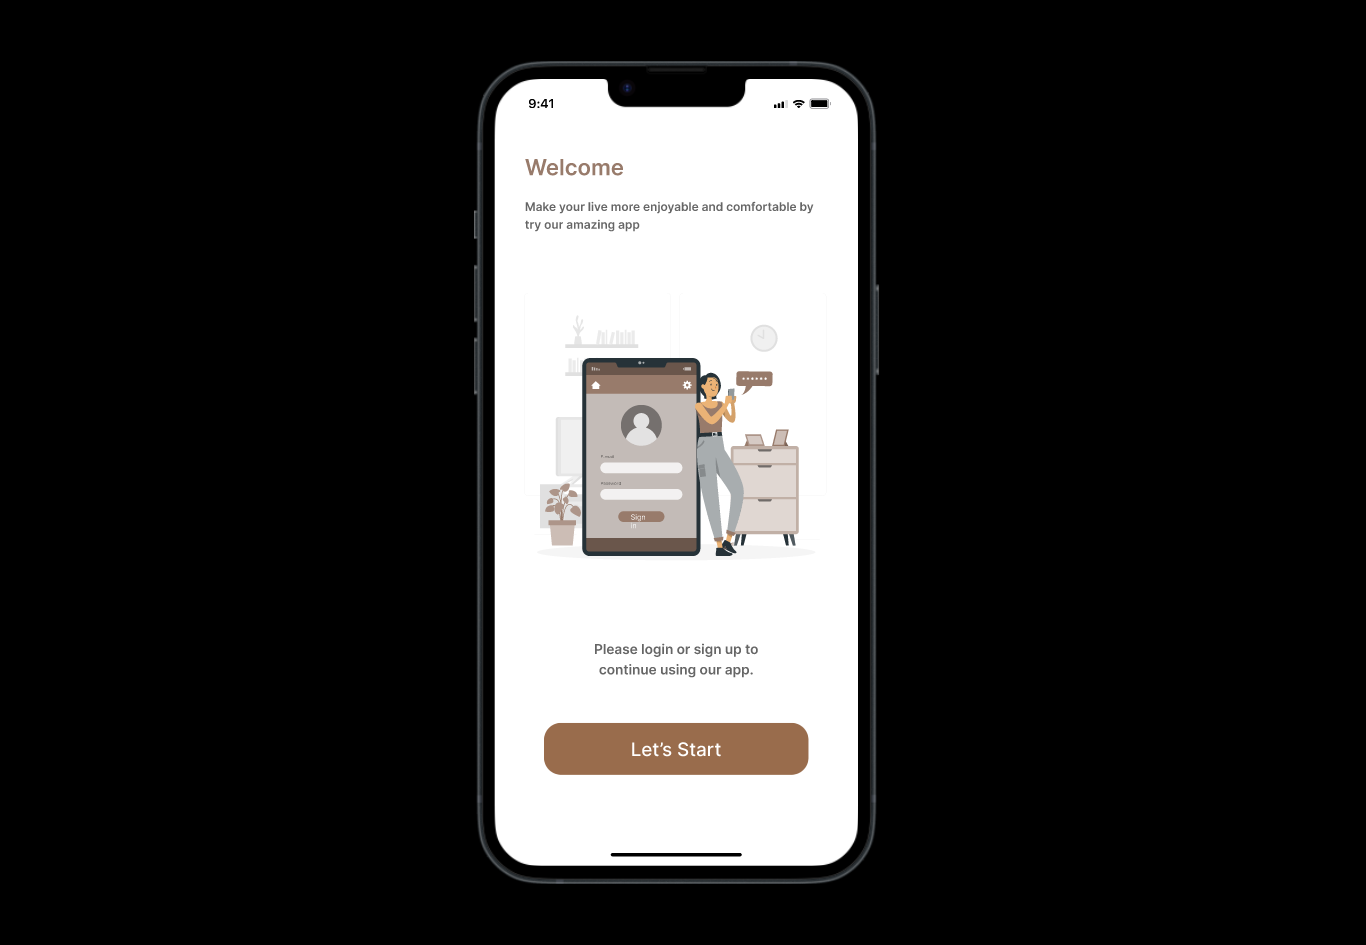 9:41
Welcome
Make your live more enjoyable and comfortable by
try our amazing app
Password
Sign
in
Please login or sign up to
continue using our app.
Let's Start